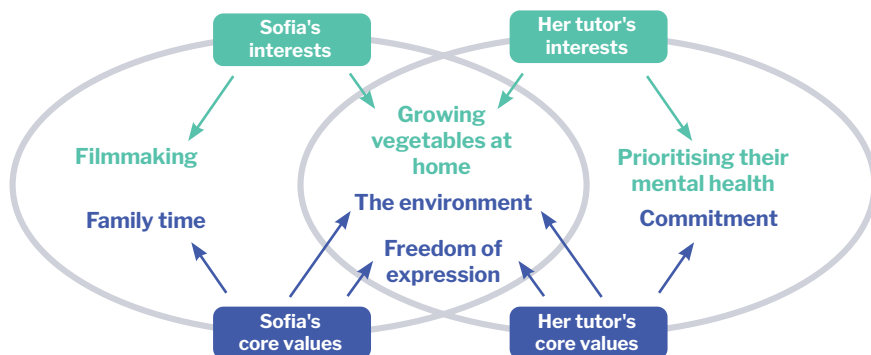 Sofia's
interests
Her tutor's
interests
Growing
vegetables at
home
Filmmaking
Prioritising their
mental health
The environment
Family time
Commitment
Freedom of
expression
Sofia's
core values
Her tutor's
core values